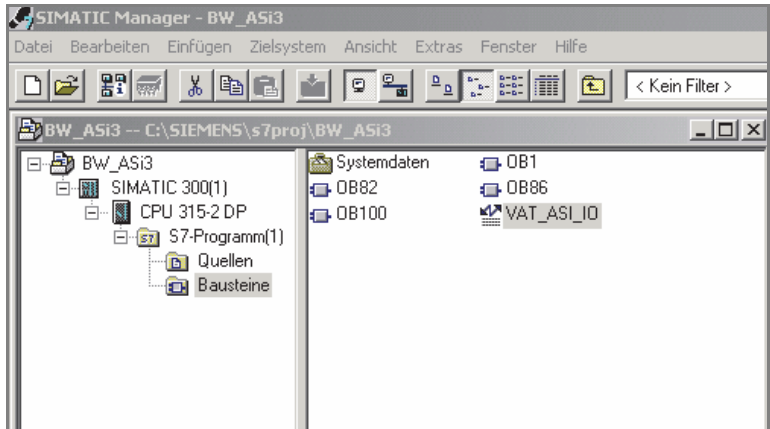 SIMATIC Manager - BW_ASi3
Datei Bearbeiten Einfügen Zielsystem Ansicht Extras Fenster Hilfe
< Kein Filter >
BW_ASi3 -- C:\SIEMENS\s7proj\BW_ASi3
BW_ASi3
SIMATIC 300(1)
CPU 315-2 DP
S7-Programm(1)
Quellen
Bausteine
Systemdaten OB1
OB82 OB86
OB100 VAT_ASI_IO